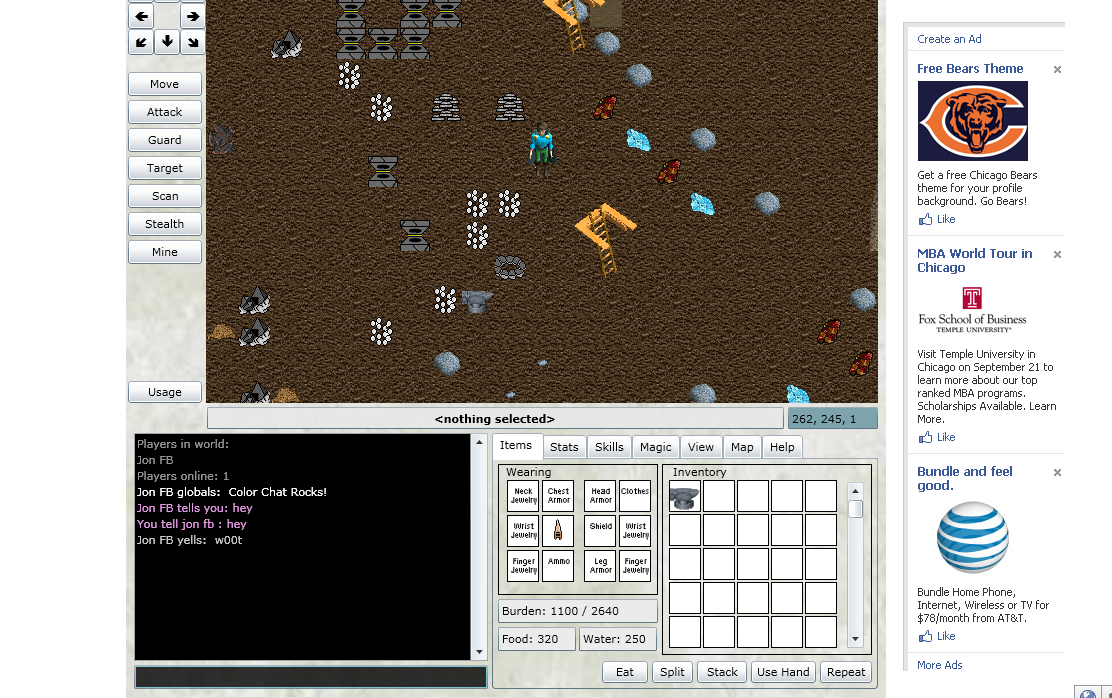 Move
Attack
Guard
Target
Scan
Stealth
Mine
Usage
<nothing selected>
262, 245, 1
Players in world:
Jon FB
Players online: 1
Jon FB globals:  Color Chat Rocks!
Jon FB tells you: hey
You tell jon fb : hey
Jon FB yells:  w00t
Items
Stats
Skills
Magic
View
Map
Help
Wearing
Neck
Jewelry
Chest
Armor
Head
Armor
Clothes
Wrist
Jewelry
Shield
Wrist
Jewelry
Finger
Jewelry
Ammo
Leg
Armor
Finger
Jewelry
Burden: 1100 / 2640
Food: 320
Water: 250
Inventory
Eat
Split
Stack
Use Hand
Repeat
Create an Ad
Free Bears Theme
Get a free Chicago Bears
theme for your profile
background. Go Bears!
Like
MBA World Tour in
Chicago
T
Fox School of Business
TEMPLE UNIVERSITY®
Visit Temple University in
Chicago on September 21 to
learn more about our top
ranked MBA programs.
Scholarships Available. Learn
More.
Like
Bundle and feel
good.
Bundle Home Phone,
Internet, Wireless or TV for
$78/month from AT&T.
Like
More Ads